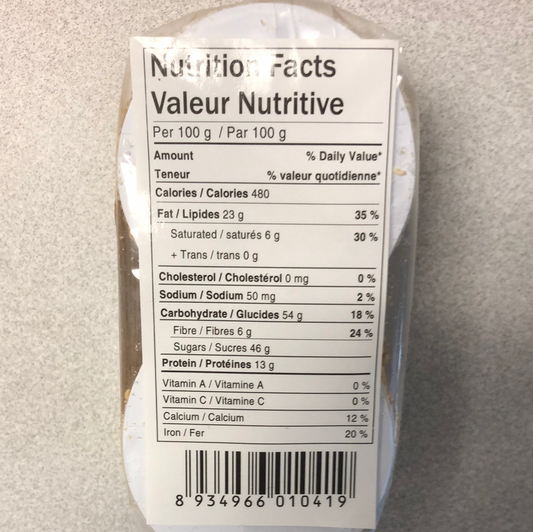 Nutrition Facts
Valeur Nutritive
Per 100 g / Par 100 g
Amount % Daily Value*
Teneur % valeur quotidienne*
Calories / Calories 480
Fat / Lipides 23 g 35 %
Saturated / saturés 6 g 30 %
+ Trans / trans 0 g
Cholesterol / Cholestérol 0 mg 0 %
Sodium / Sodium 50 mg 2 %
Carbohydrate / Glucides 54 g 18 %
Fibre / Fibres 6 g 24 %
Sugars / Sucres 46 g
Protein / Protéines 13 g
Vitamin A / Vitamine A 0 %
Vitamin C / Vitamine C 0 %
Calcium / Calcium 12 %
Iron / Fer 20 %
8 934966 010419